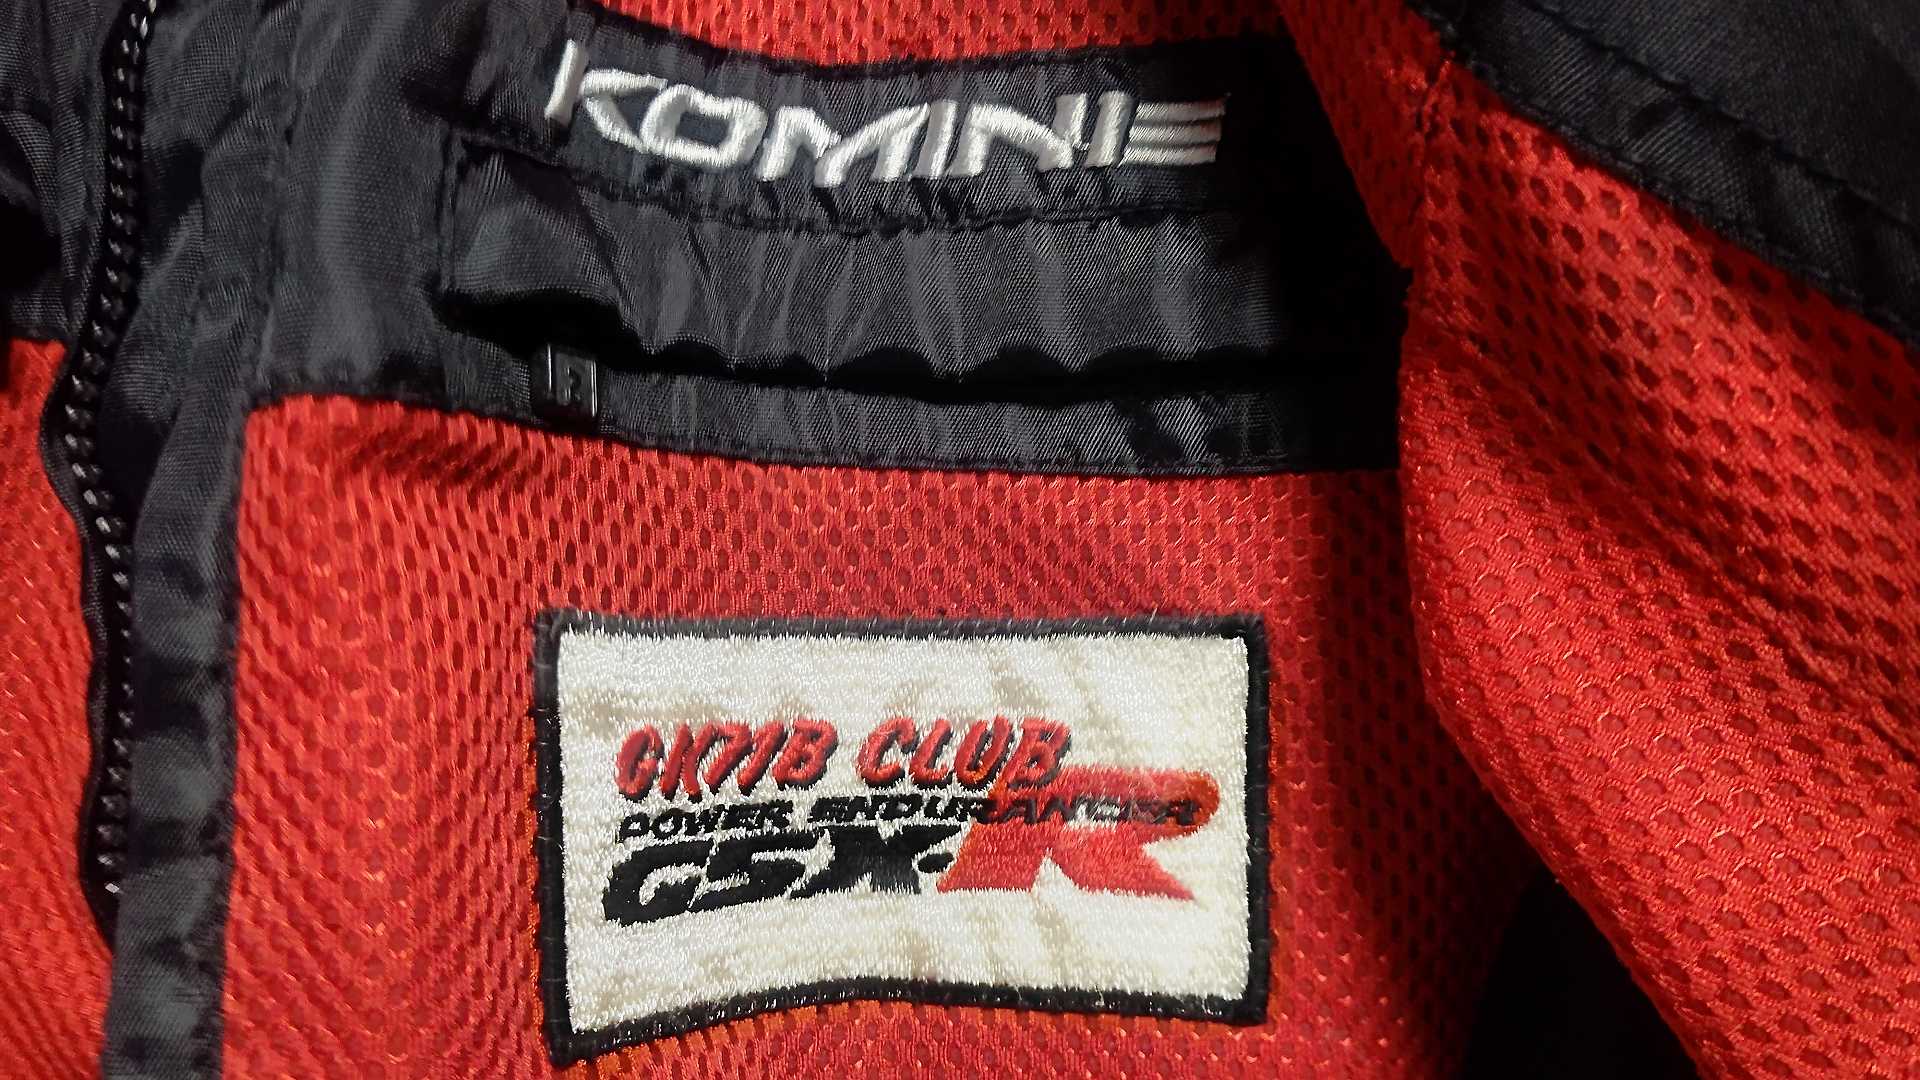 KOMINE
GK71B CLUB
POWER ENDURANCER
GSX-R